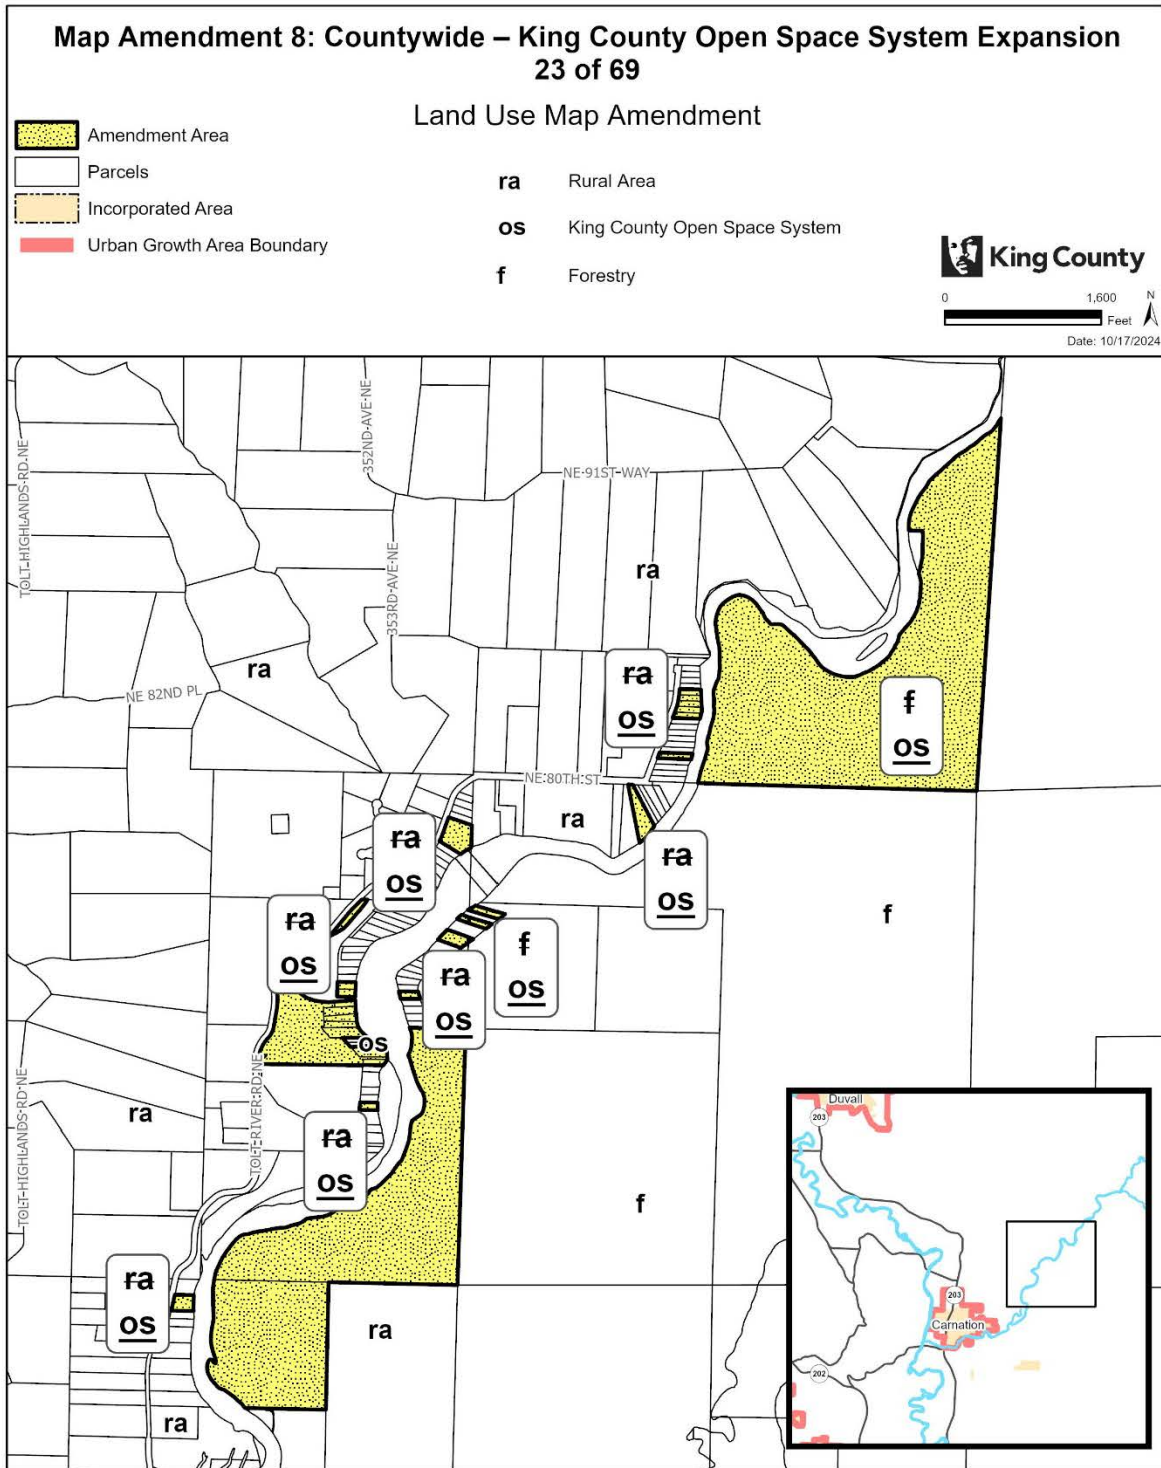 Map Amendment 8: Countywide – King County Open Space System Expansion
23 of 69
Land Use Map Amendment
Amendment Area
Parcels
Incorporated Area
Urban Growth Area Boundary
ra Rural Area
os King County Open Space System
f Forestry
King County
0 1,600
Feet
N
Date: 10/17/2024
TOLT-HIGHLANDS-RD-NE
352ND-AVE-NE
NE-91ST-WAY
353RD-AVE-NE
ra
ra
NE 82ND PL
ra
os
f
os
NE-80TH-ST
ra
ra
os
ra
os
f
ra
os
f
os
ra
os
os
TOLT-RIVER-RD-NE
TOLT-HIGHLANDS-RD-NE
ra
ra
os
f
ra
os
ra
ra
Duvall
203
203
Carnation
202